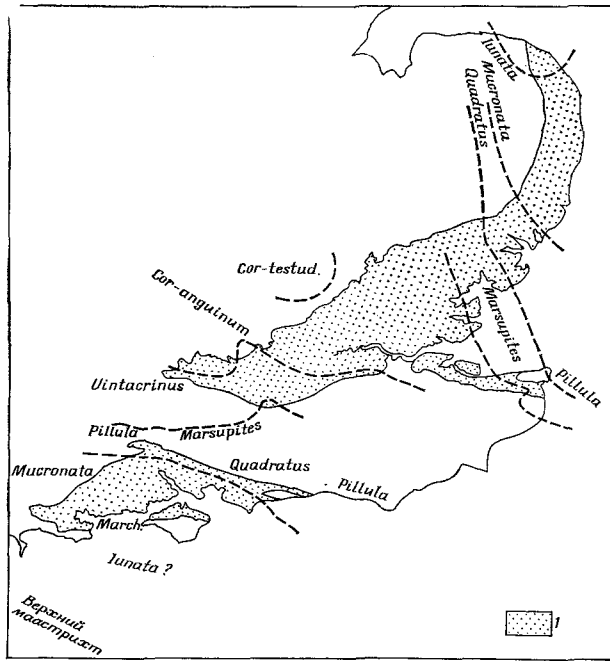 lunata
Mucronata
Quadratus
Cor-testud.
Cor-anguinum
Marsupites
Uintacrinus
Pillula
Pillula
Marsupites
Mucronata
Quadratus
Pillula
March.
lunata ?
Верхний
маастрихт
1